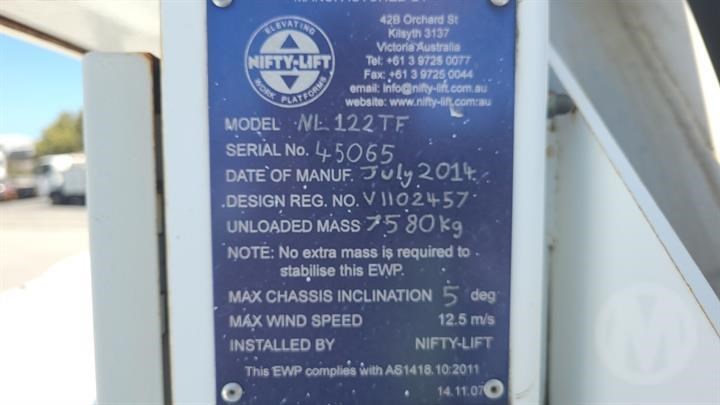 MANUFACTURED BY
42B Orchard St
Kilsyth 3137
Victoria Australia
Tel: +61 3 9725 0077
Fax: +61 3 9725 0044
email: info@nifty-lift.com.au
website: www.nifty-lift.com.au
ELEVATING
NIFTY-LIFT
WORK PLATFORMS
MODEL NL122TF
SERIAL No. 45065
DATE OF MANUF. July 2014
DESIGN REG. NO. V1102457
UNLOADED MASS 7580kg
NOTE: No extra mass is required to
stabilise this EWP.
MAX CHASSIS INCLINATION 5 deg
MAX WIND SPEED 12.5 m/s
INSTALLED BY NIFTY-LIFT
This EWP complies with AS1418.10:2011
14.11.07
M